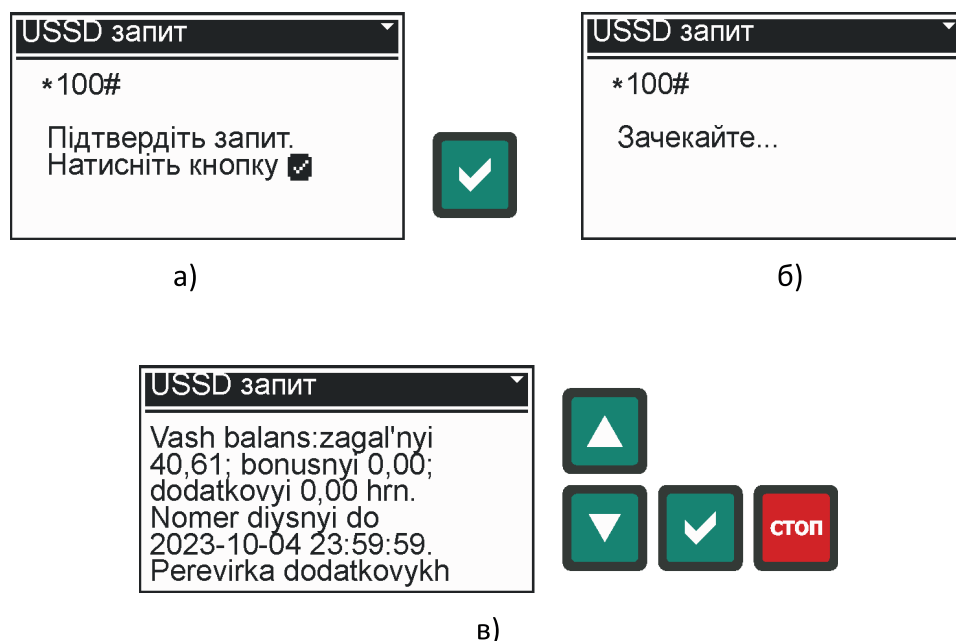 USSD запит
*100#
Підтвердіть запит.
Натисніть кнопку
а)
USSD запит
*100#
Зачекайте...
б)
USSD запит
Vash balans:zagal'nyi
40,61; bonusnyi 0,00;
dodatkovyi 0,00 hrn.
Nomer diysnyi do
2023-10-04 23:59:59.
Perevirka dodatkovykh
СТОП
в)